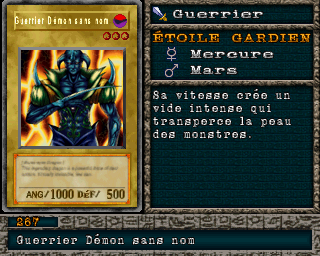 Guerrier Démon sans nom
ANG/1000 DéF/ 500
Guerrier
ÉTOILE GARDIEN
Mercure
Mars
Sa vitesse crée un
vide intense qui
transperce la peau
des monstres.
267
Guerrier Démon sans nom